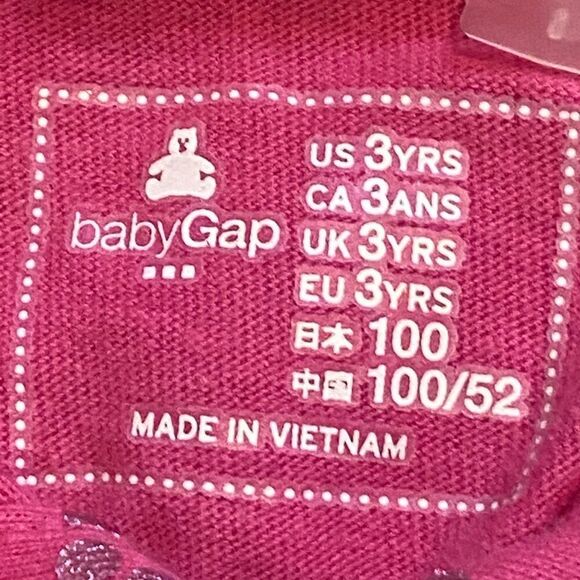 babyGap
US 3YRS
CA 3ANS
UK 3YRS
EU 3YRS
日本 100
中国 100/52
MADE IN VIETNAM